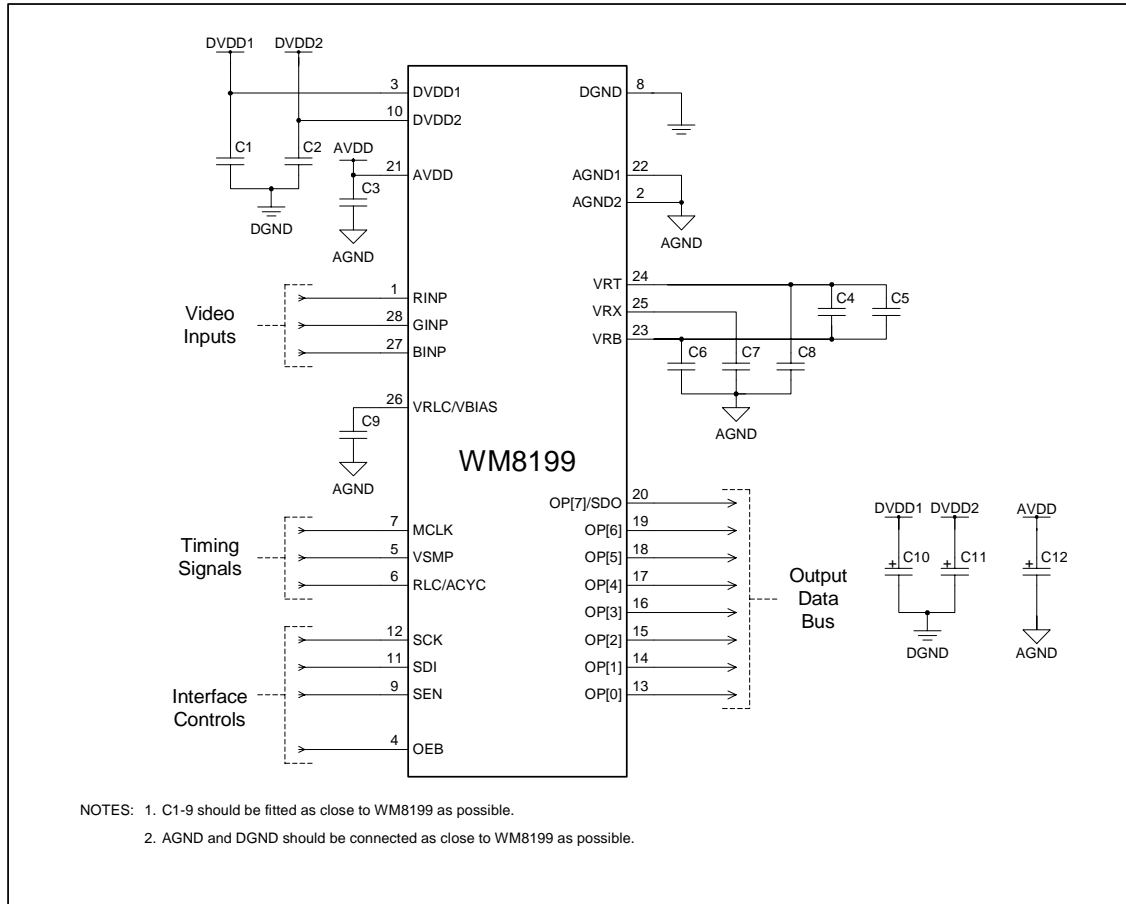 DVDD1 DVDD2
3 DVDD1 DGND 8
10 DVDD2
C1 C2 AVDD
21 AVDD AGND1 22
C3
AGND2 2
DGND
AGND AGND
VRT 24
1 RINP VRX 25 C4 C5
Video
Inputs
28 GINP
VRB 23
27 BINP C6 C7 C8
26 VRLC/VBIAS
C9 AGND
WM8199
AGND
OP[7]/SDO 20
7 MCLK OP[6] 19
DVDD1 DVDD2 AVDD
Timing
Signals
5 VSMP OP[5] 18
+ C10 + C11 + C12
6 RLC/ACYC OP[4] 17
Output
Data
Bus
OP[3] 16
12 SCK OP[2] 15
DGND AGND
11 SDI OP[1] 14
9 SEN OP[0] 13
Interface
Controls
4 OEB
NOTES: 1. C1-9 should be fitted as close to WM8199 as possible.
2. AGND and DGND should be connected as close to WM8199 as possible.